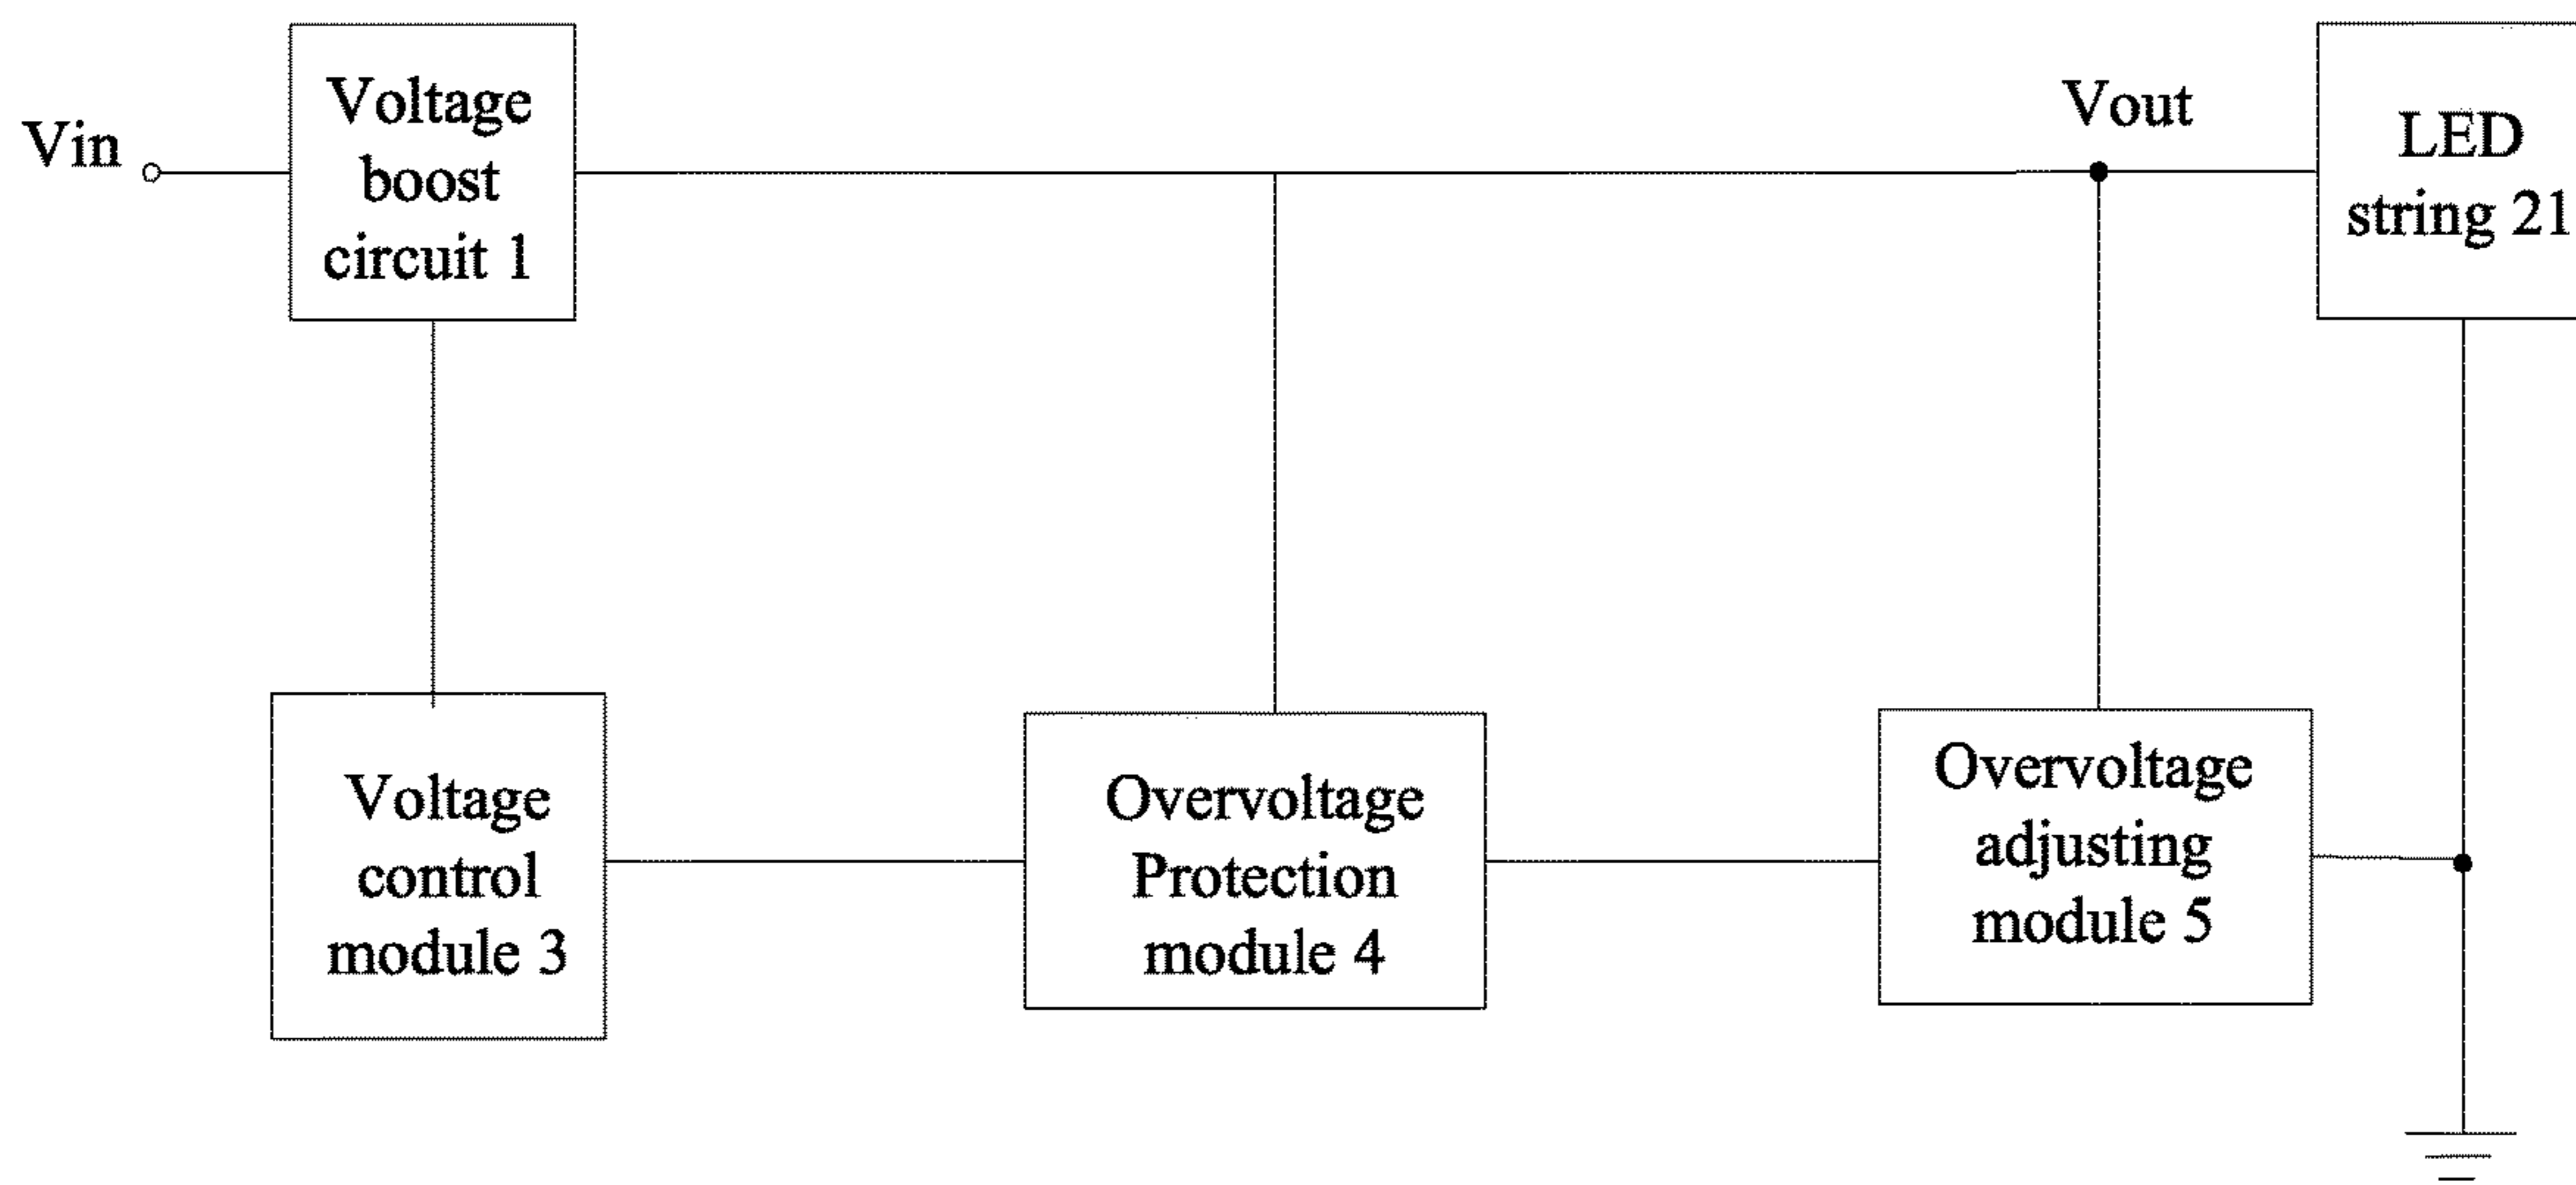 Vin
Voltage
boost
circuit 1
Vout
LED
string 21
Voltage
control
module 3
Overvoltage
Protection
module 4
Overvoltage
adjusting
module 5